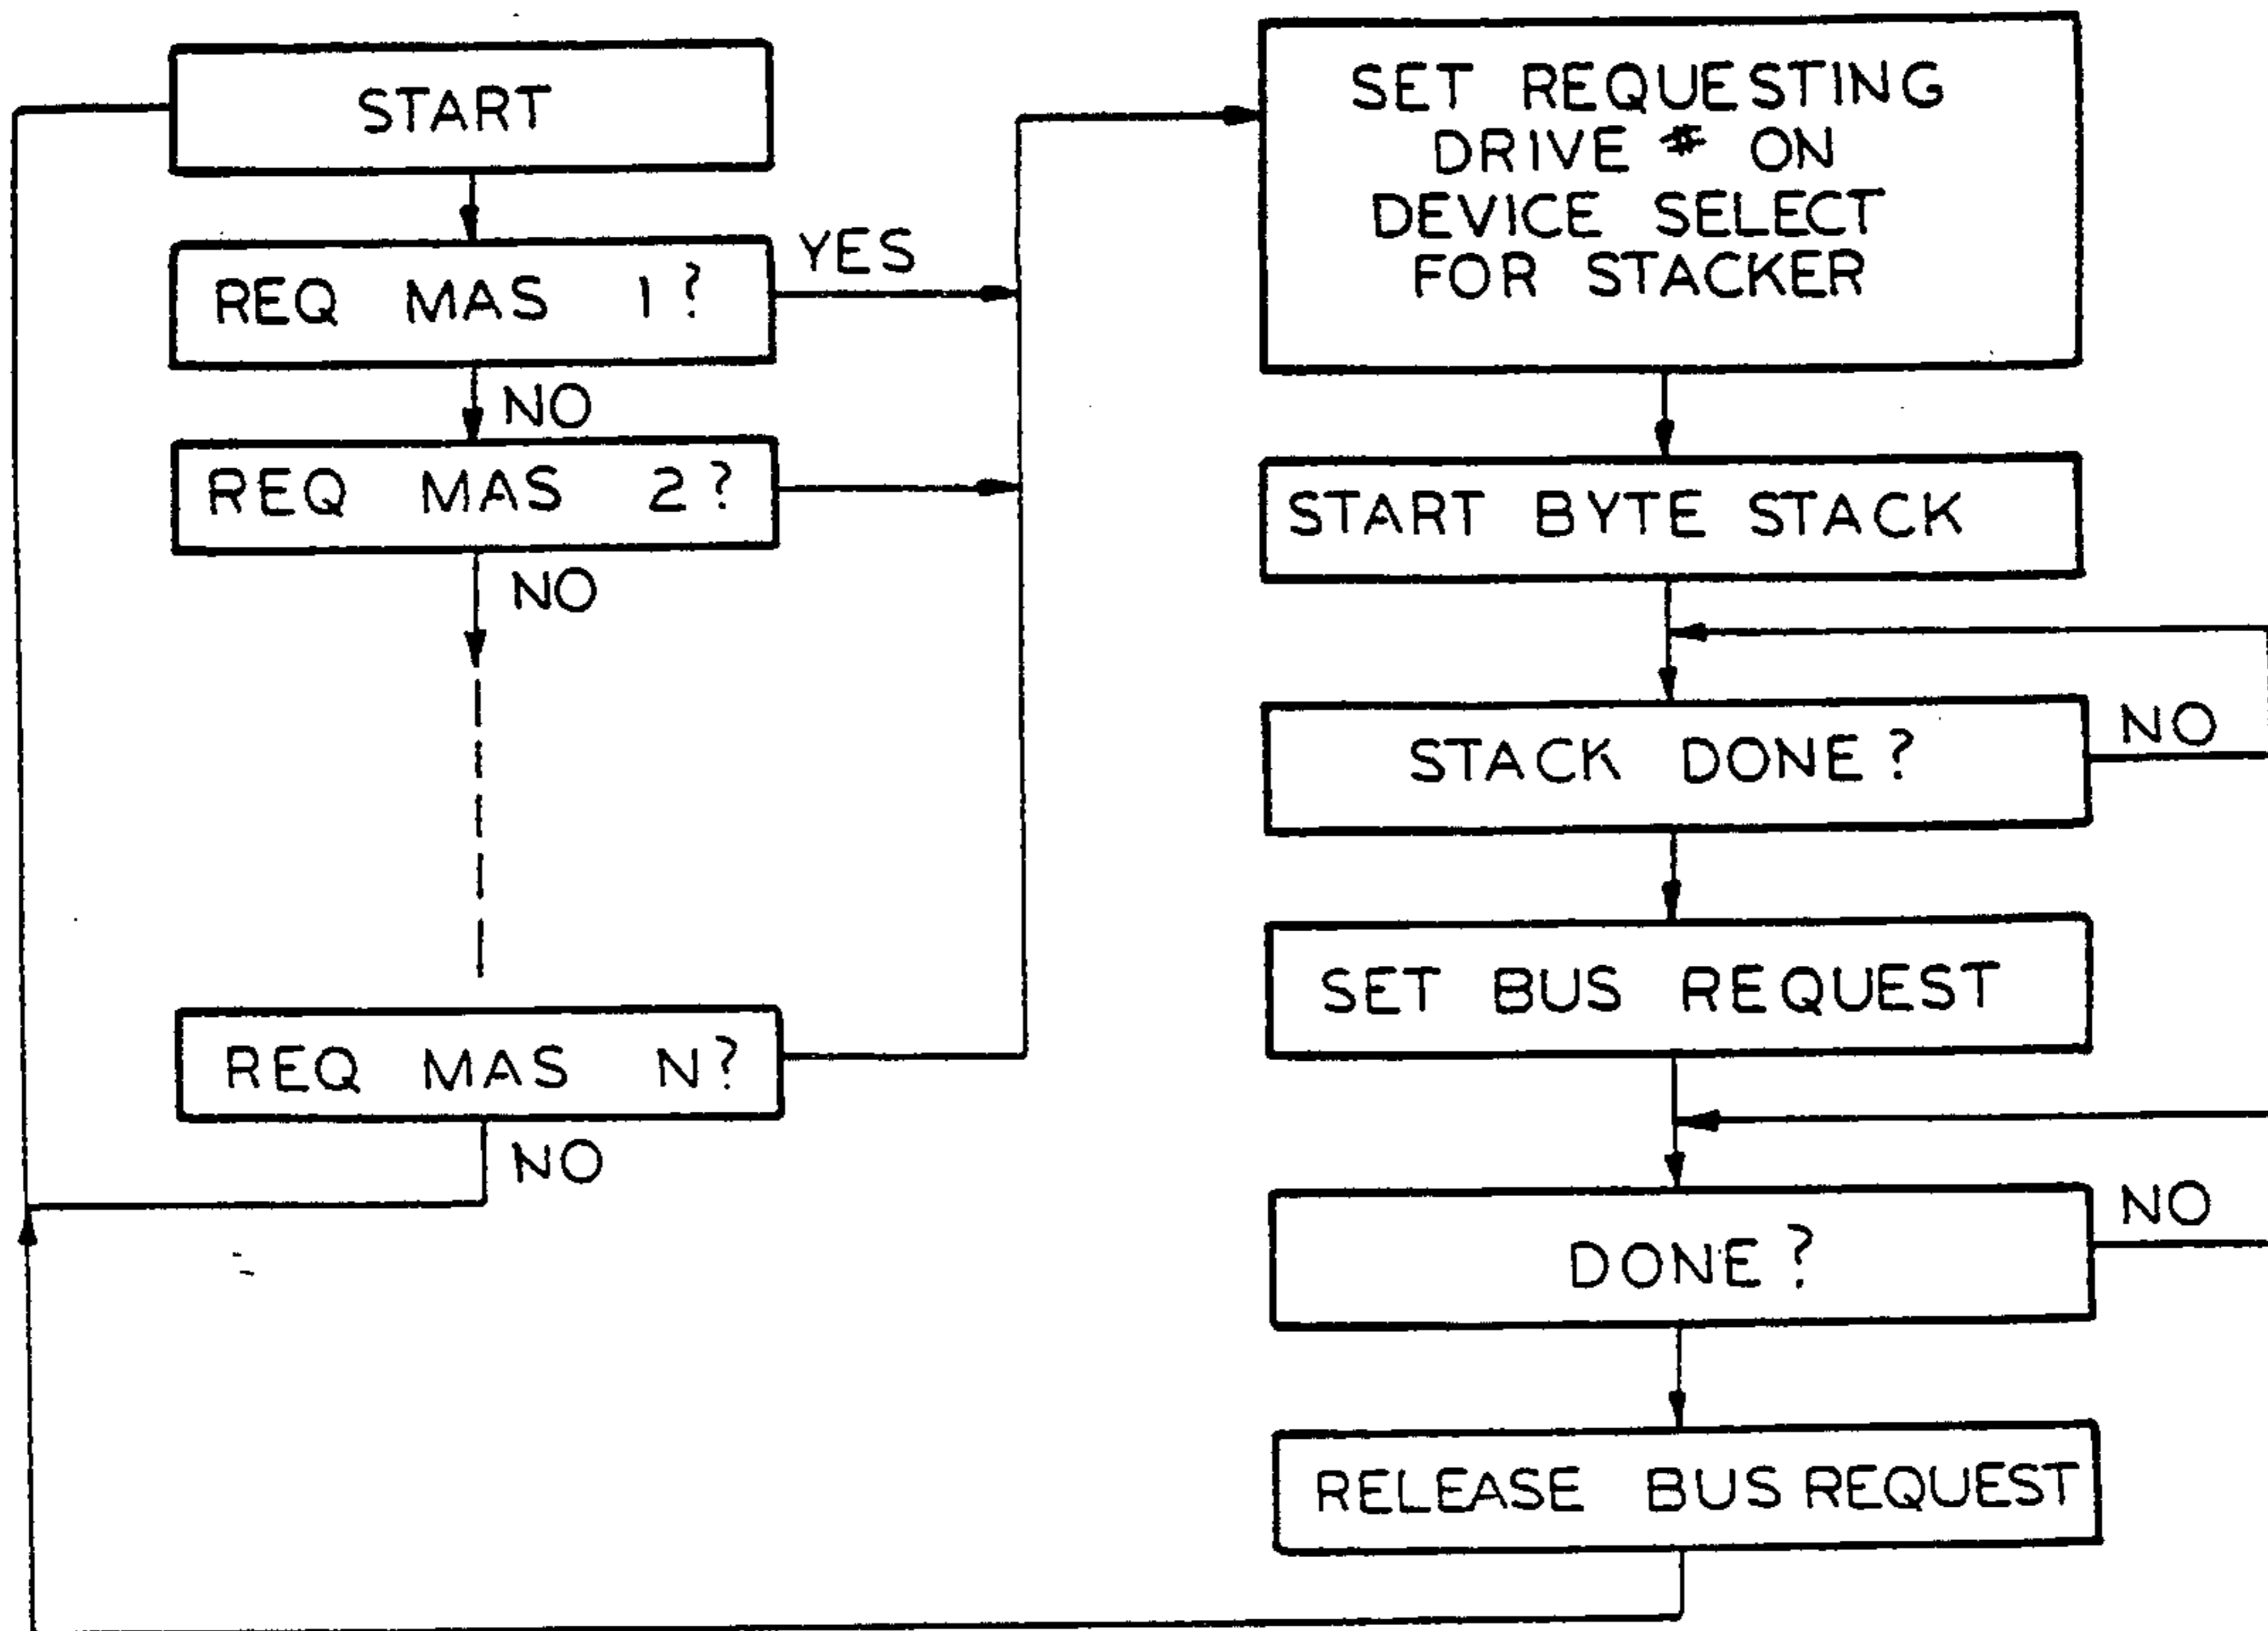 START
REQ MAS 1?
YES
NO
REQ MAS 2?
NO
REQ MAS N?
NO
SET REQUESTING
DRIVE # ON
DEVICE SELECT
FOR STACKER
START BYTE STACK
STACK DONE?
NO
SET BUS REQUEST
DONE?
NO
RELEASE BUS REQUEST